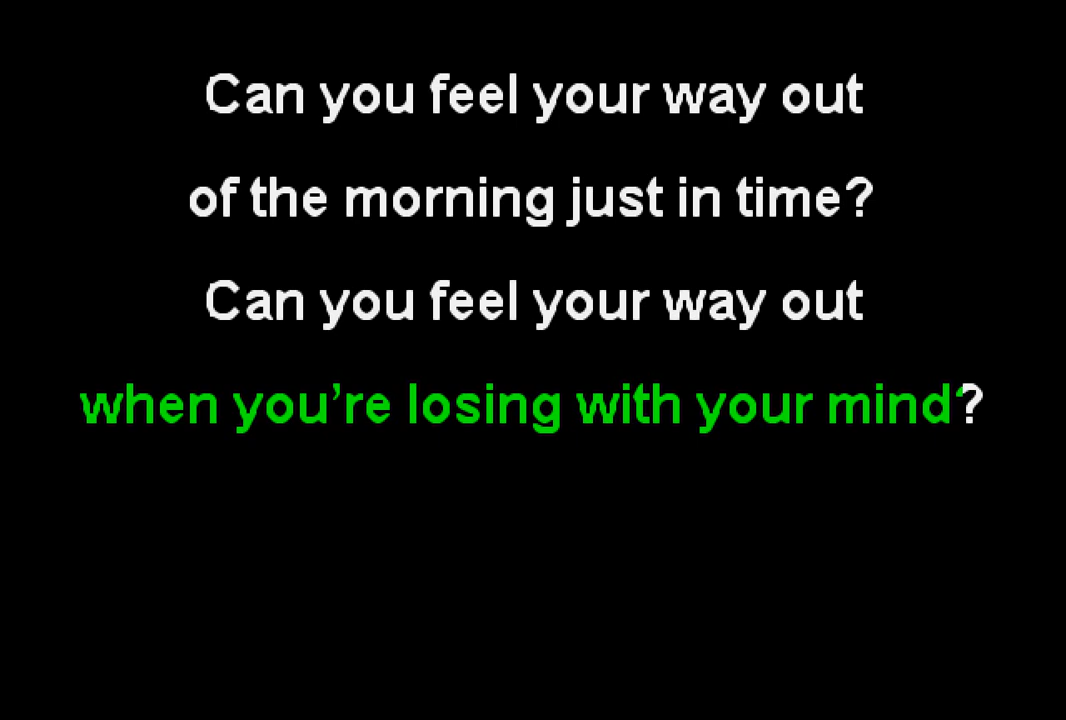 Can you feel your way out
of the morning just in time?
Can you feel your way out
when you’re losing with your mind?